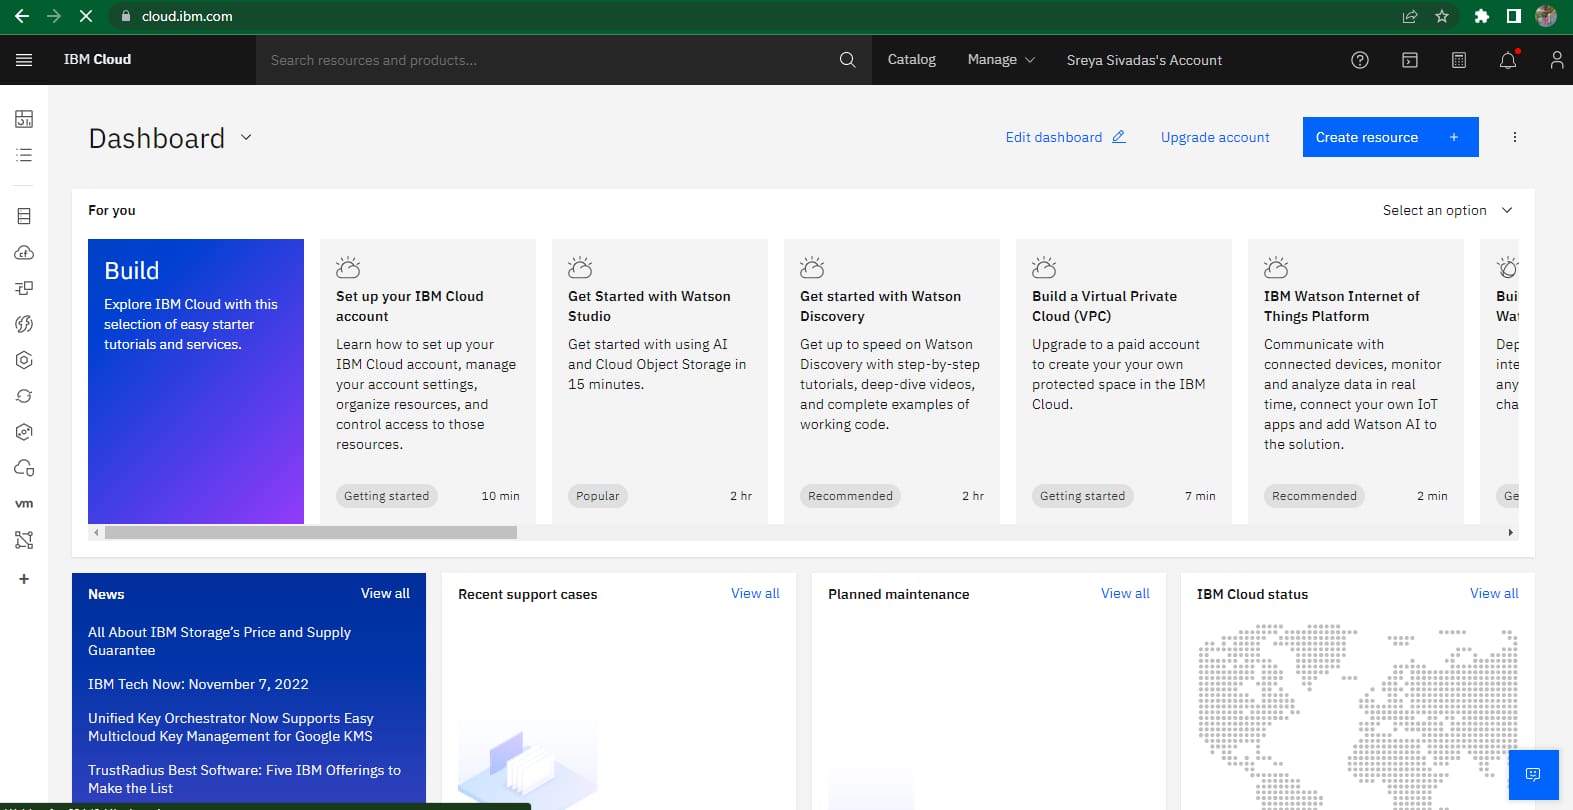 cloud.ibm.com
IBM Cloud
Search resources and products...
Catalog
Manage
Sreya Sivadas's Account
Dashboard
Edit dashboard
Upgrade account
Create resource +
For you
Select an option
Build
Explore IBM Cloud with this
selection of easy starter
tutorials and services.
Set up your IBM Cloud
account
Learn how to set up your
IBM Cloud account, manage
your account settings,
organize resources, and
control access to those
resources.
Getting started
10 min
Get Started with Watson
Studio
Get started with using AI
and Cloud Object Storage in
15 minutes.
Popular
2 hr
Get started with Watson
Discovery
Get up to speed on Watson
Discovery with step-by-step
tutorials, deep-dive videos,
and complete examples of
working code.
Recommended
2 hr
Build a Virtual Private
Cloud (VPC)
Upgrade to a paid account
to create your your own
protected space in the IBM
Cloud.
Getting started
7 min
IBM Watson Internet of
Things Platform
Communicate with
connected devices, monitor
and analyze data in real
time, connect your own IoT
apps and add Watson AI to
the solution.
Recommended
2 min
Bui
Wat
Dep
inte
any
cha
Ge
vm
News
View all
All About IBM Storage's Price and Supply
Guarantee
IBM Tech Now: November 7, 2022
Unified Key Orchestrator Now Supports Easy
Multicloud Key Management for Google KMS
TrustRadius Best Software: Five IBM Offerings to
Make the List
Recent support cases
View all
Planned maintenance
View all
IBM Cloud status
View all